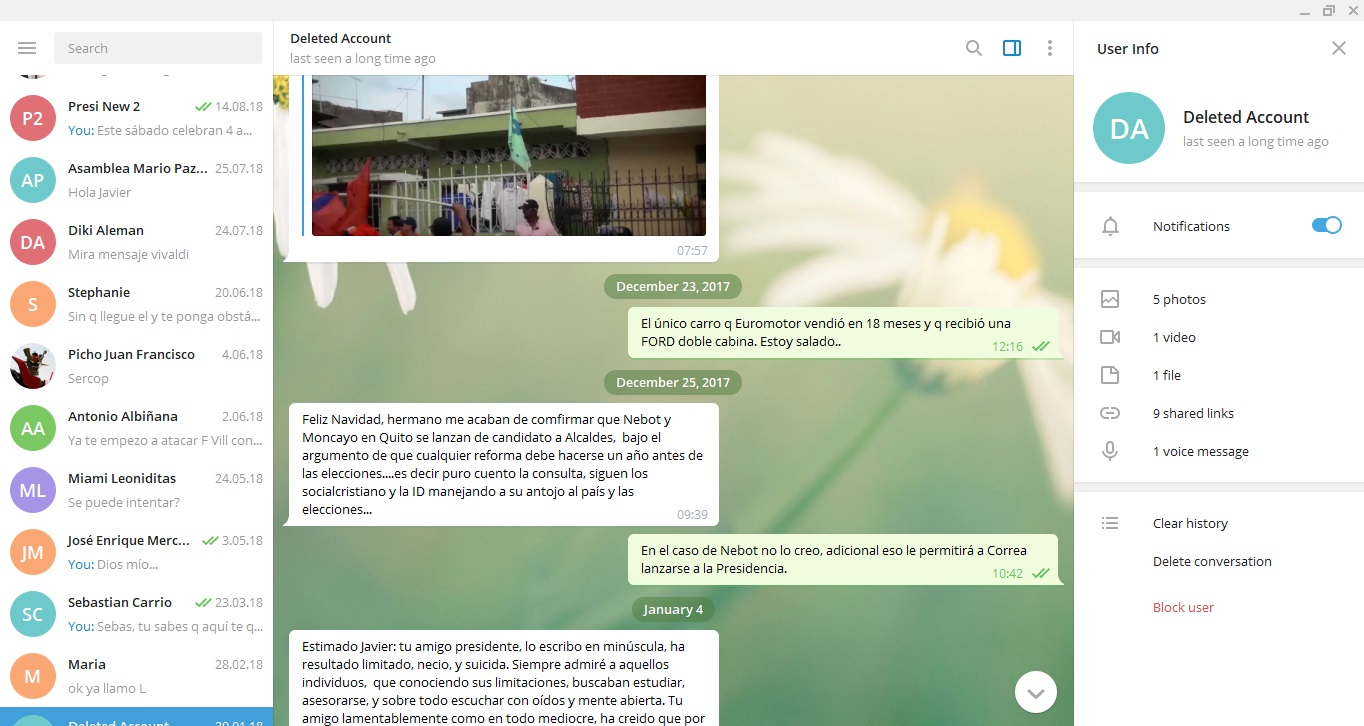 Search
P2
Presi New 2
14.08.18
You: Este sábado celebran 4 a...
AP
Asamblea Mario Paz...
25.07.18
Hola Javier
DA
Diki Aleman
24.07.18
Mira mensaje vivaldi
S
Stephanie
20.06.18
Sin q llegue el y te ponga obstá...
Picho Juan Francisco
4.06.18
Sercop
AA
Antonio Albiñana
2.06.18
Ya te empezo a atacar F Vill con...
ML
Miami Leoniditas
24.05.18
Se puede intentar?
JM
José Enrique Merc...
3.05.18
You: Dios mío...
SC
Sebastian Carrio
23.03.18
You: Sebas, tu sabes q aquí te q...
M
Maria
28.02.18
ok ya llamo L
Deleted Account
20.01.18
Deleted Account
last seen a long time ago
07:57
December 23, 2017
El único carro q Euromotor vendió en 18 meses y q recibió una
FORD doble cabina. Estoy salado..
12:16
December 25, 2017
Feliz Navidad, hermano me acaban de comfirmar que Nebot y
Moncayo en Quito se lanzan de candidato a Alcaldes, bajo el
argumento de que cualquier reforma debe hacerse un año antes de
las elecciones....es decir puro cuento la consulta, siguen los
socialcristiano y la ID manejando a su antojo al país y las
elecciones...
09:39
En el caso de Nebot no lo creo, adicional eso le permitirá a Correa
lanzarse a la Presidencia.
10:42
January 4
Estimado Javier: tu amigo presidente, lo escribo en minúscula, ha
resultado limitado, necio, y suicida. Siempre admiré a aquellos
individuos, que conociendo sus limitaciones, buscaban estudiar,
asesorarse, y sobre todo escuchar con oídos y mente abierta. Tu
amigo lamentablemente como en todo mediocre, ha creido que por
User Info
DA
Deleted Account
last seen a long time ago
Notifications
5 photos
1 video
1 file
9 shared links
1 voice message
Clear history
Delete conversation
Block user